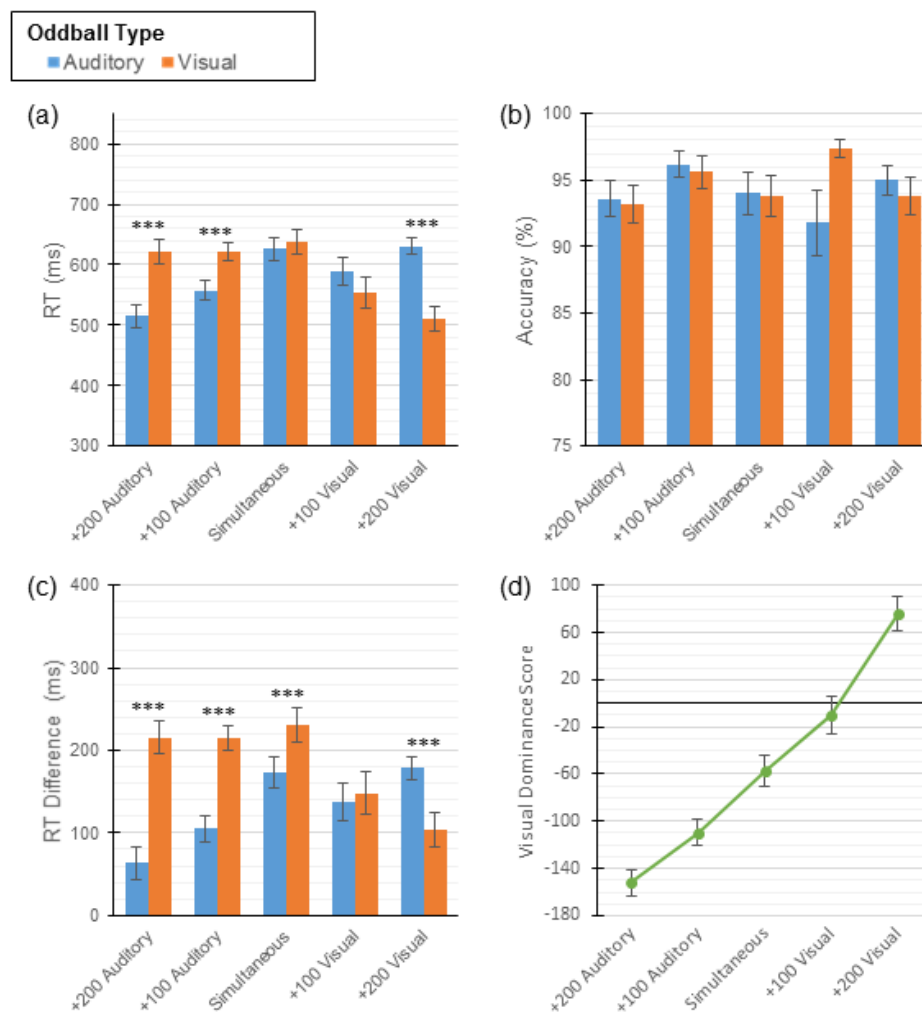 Oddball Type
Auditory Visual
(a)
RT (ms)
800
700
600
500
400
300
***
***
***
+200 Auditory
+100 Auditory
Simultaneous
+100 Visual
+200 Visual
(b)
Accuracy (%)
100
95
90
85
80
75
+200 Auditory
+100 Auditory
Simultaneous
+100 Visual
+200 Visual
(c)
RT Difference (ms)
400
300
200
100
0
***
***
***
***
+200 Auditory
+100 Auditory
Simultaneous
+100 Visual
+200 Visual
(d)
Visual Dominance Score
100
60
20
-20
-60
-100
-140
-180
+200 Auditory
+100 Auditory
Simultaneous
+100 Visual
+200 Visual